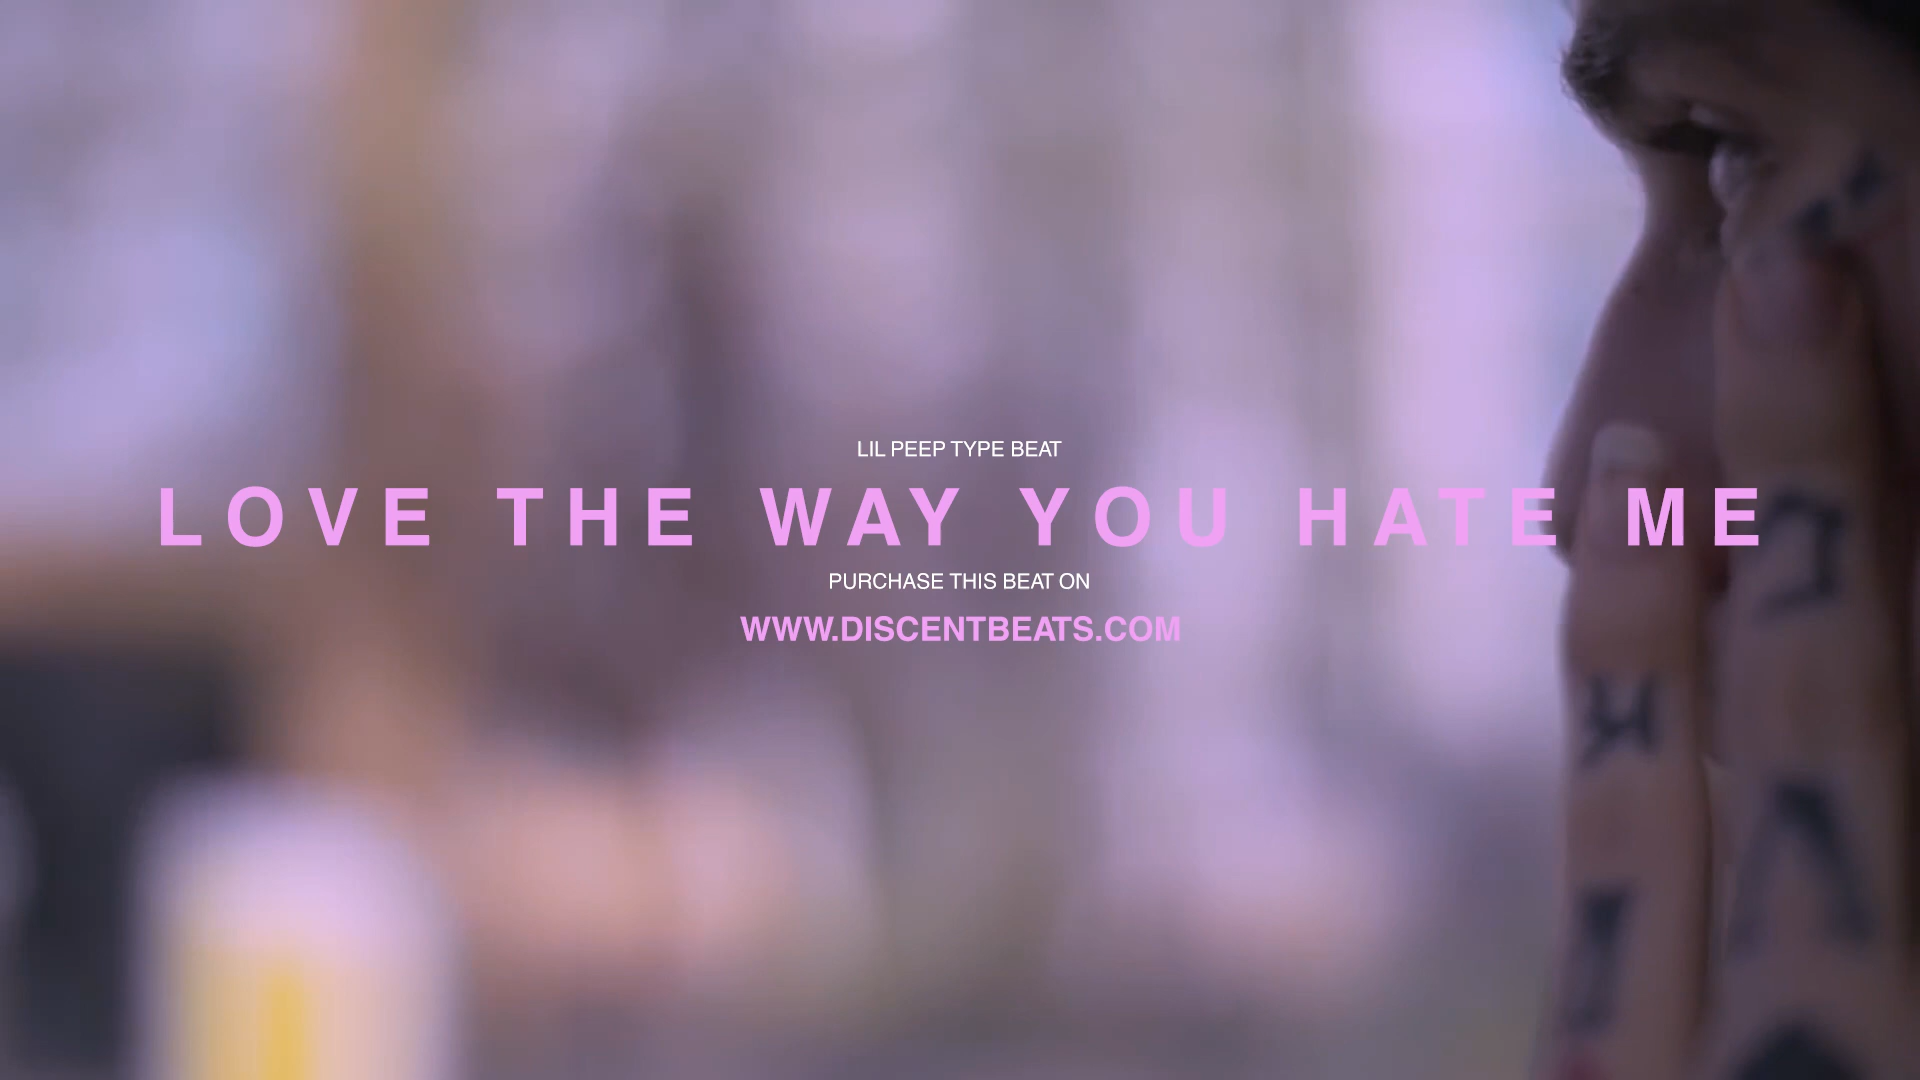 LIL PEEP TYPE BEAT
LOVE THE WAY YOU HATE ME
PURCHASE THIS BEAT ON
WWW.DISCENTBEATS.COM